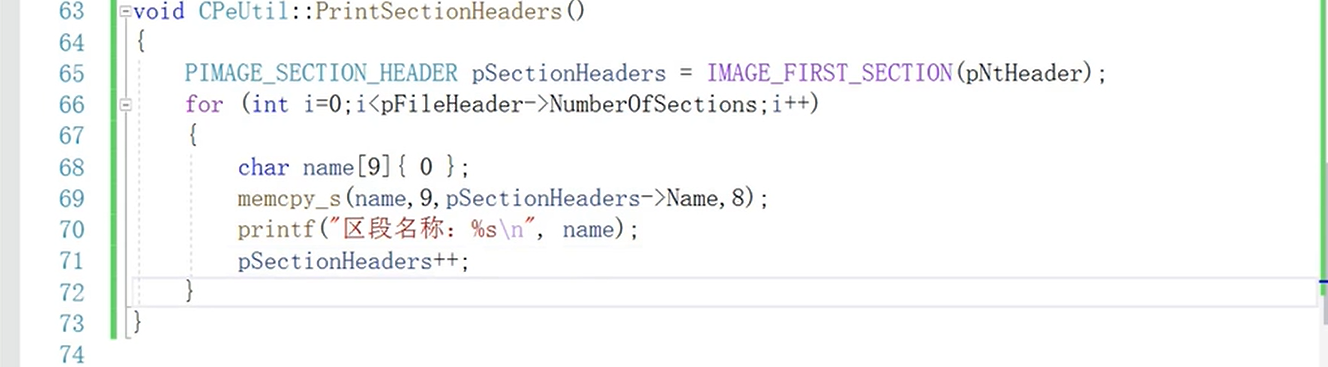 63 void CPeUtil::PrintSectionHeaders()
64 {
65 PIMAGE_SECTION_HEADER pSectionHeaders = IMAGE_FIRST_SECTION(pNtHeader);
66 for (int i=0;i<pFileHeader->NumberOfSections;i++)
67 {
68 char name[9]{ 0 };
69 memcpy_s(name,9,pSectionHeaders->Name,8);
70 printf("区段名称：%s\n", name);
71 pSectionHeaders++;
72 }
73 }
74